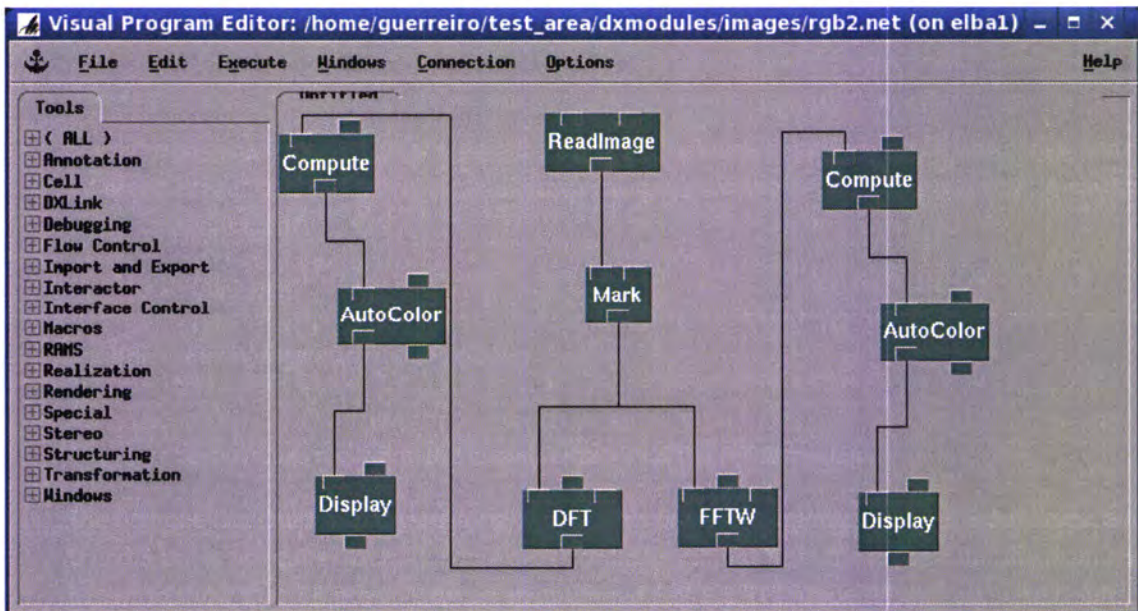 Visual Program Editor: /home/guerreiro/test_area/dxmodules/images/rgb2.net (on elba1)
File Edit Execute Windows Connection Options Help
Tools
Untitled
( ALL )
Annotation
Cell
DXLink
Debugging
Flow Control
Import and Export
Interactor
Interface Control
Macros
RAMS
Realization
Rendering
Special
Stereo
Structuring
Transformation
Windows
Compute
ReadImage
Compute
AutoColor
Mark
AutoColor
Display
DFT
FFTW
Display